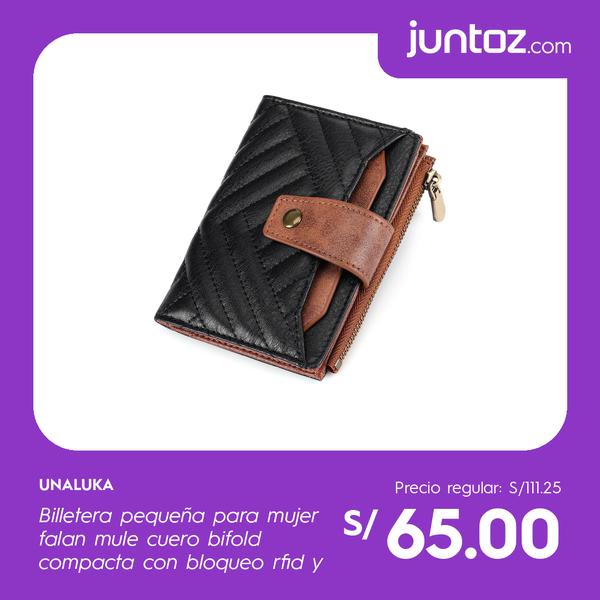 juntoz.com
UNALUKA
Billetera pequeña para mujer
falan mule cuero bifold
compacta con bloqueo rfid y
Precio regular: S/111.25
S/ 65.00